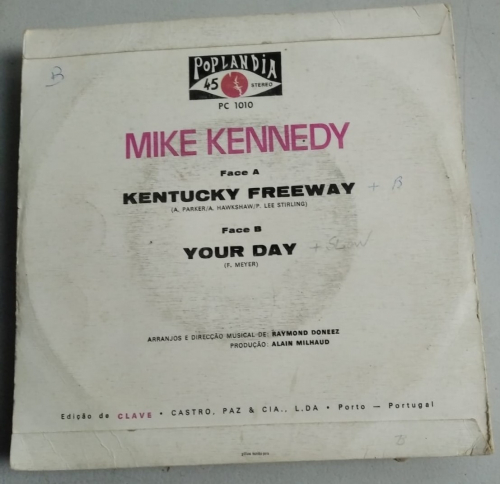 B
POPLANDIA
45 STEREO
PC 1010
MIKE KENNEDY
Face A
KENTUCKY FREEWAY + B
(A. PARKER/A. HAWKSHAW/P. LEE STIRLING)
Face B
YOUR DAY + Slow
(F. MEYER)
ARRANJOS E DIRECÇÃO MUSICAL DE: RAYMOND DONEEZ
PRODUÇÃO: ALAIN MILHAUD
Edição de CLAVE • CASTRO, PAZ & CIA., L.DA • Porto — Portugal
B